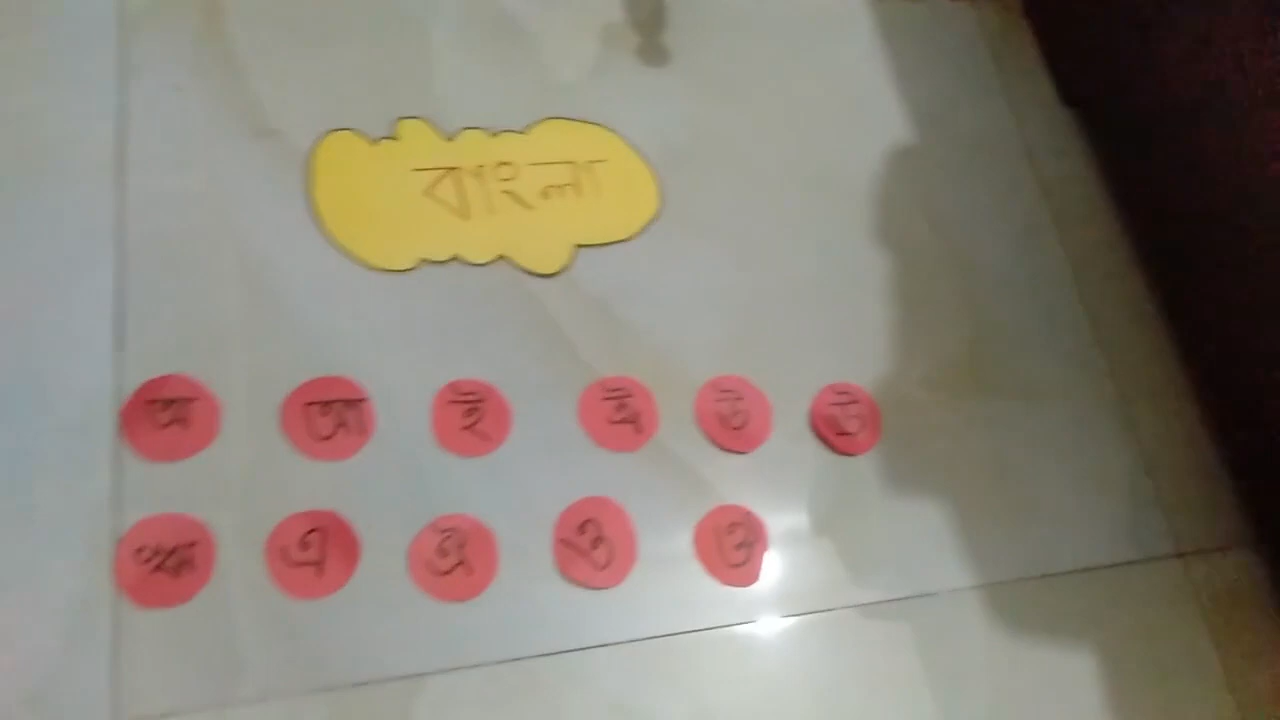 বাংলা
অ আ ই ঈ উ ঊ
ঋ এ ঐ ও ঔ